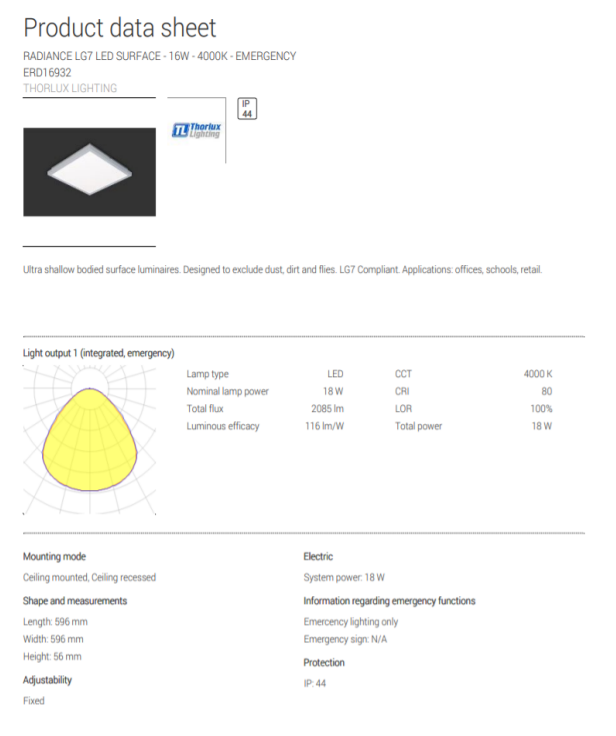 Product data sheet
RADIANCE LG7 LED SURFACE - 16W - 4000K - EMERGENCY
ERD16932
THORLUX LIGHTING
IP
44
TL Thorlux
Lighting
Ultra shallow bodied surface luminaires. Designed to exclude dust, dirt and flies. LG7 Compliant. Applications: offices, schools, retail.
Light output 1 (integrated, emergency)
Lamp type LED CCT 4000 K
Nominal lamp power 18 W CRI 80
Total flux 2085 lm LOR 100%
Luminous efficacy 116 lm/W Total power 18 W
Mounting mode
Ceiling mounted, Ceiling recessed
Shape and measurements
Length: 596 mm
Width: 596 mm
Height: 56 mm
Adjustability
Fixed
Electric
System power: 18 W
Information regarding emergency functions
Emercency lighting only
Emergency sign: N/A
Protection
IP: 44